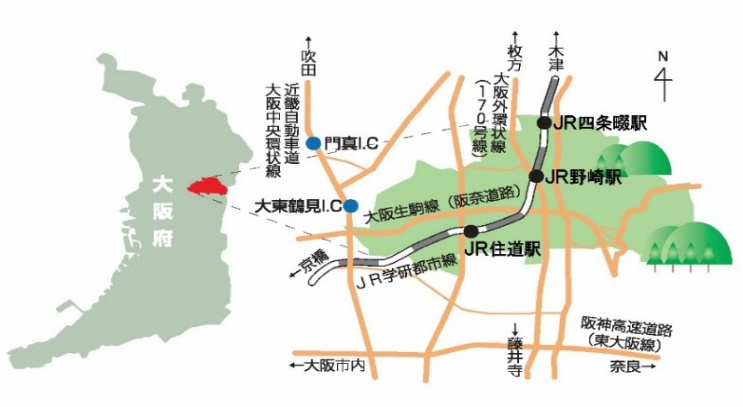 大阪府
↑吹田
近畿自動車道
大阪中央環状線
門真I.C
大東鶴見I.C
↑枚方
大阪外環状線
(170号線)
↑木津
N
JR四条畷駅
JR野崎駅
大阪生駒線(阪奈道路)
JR住道駅
←京橋
JR学研都市線
阪神高速道路
(東大阪線)
←大阪市内
↓藤井寺
奈良→